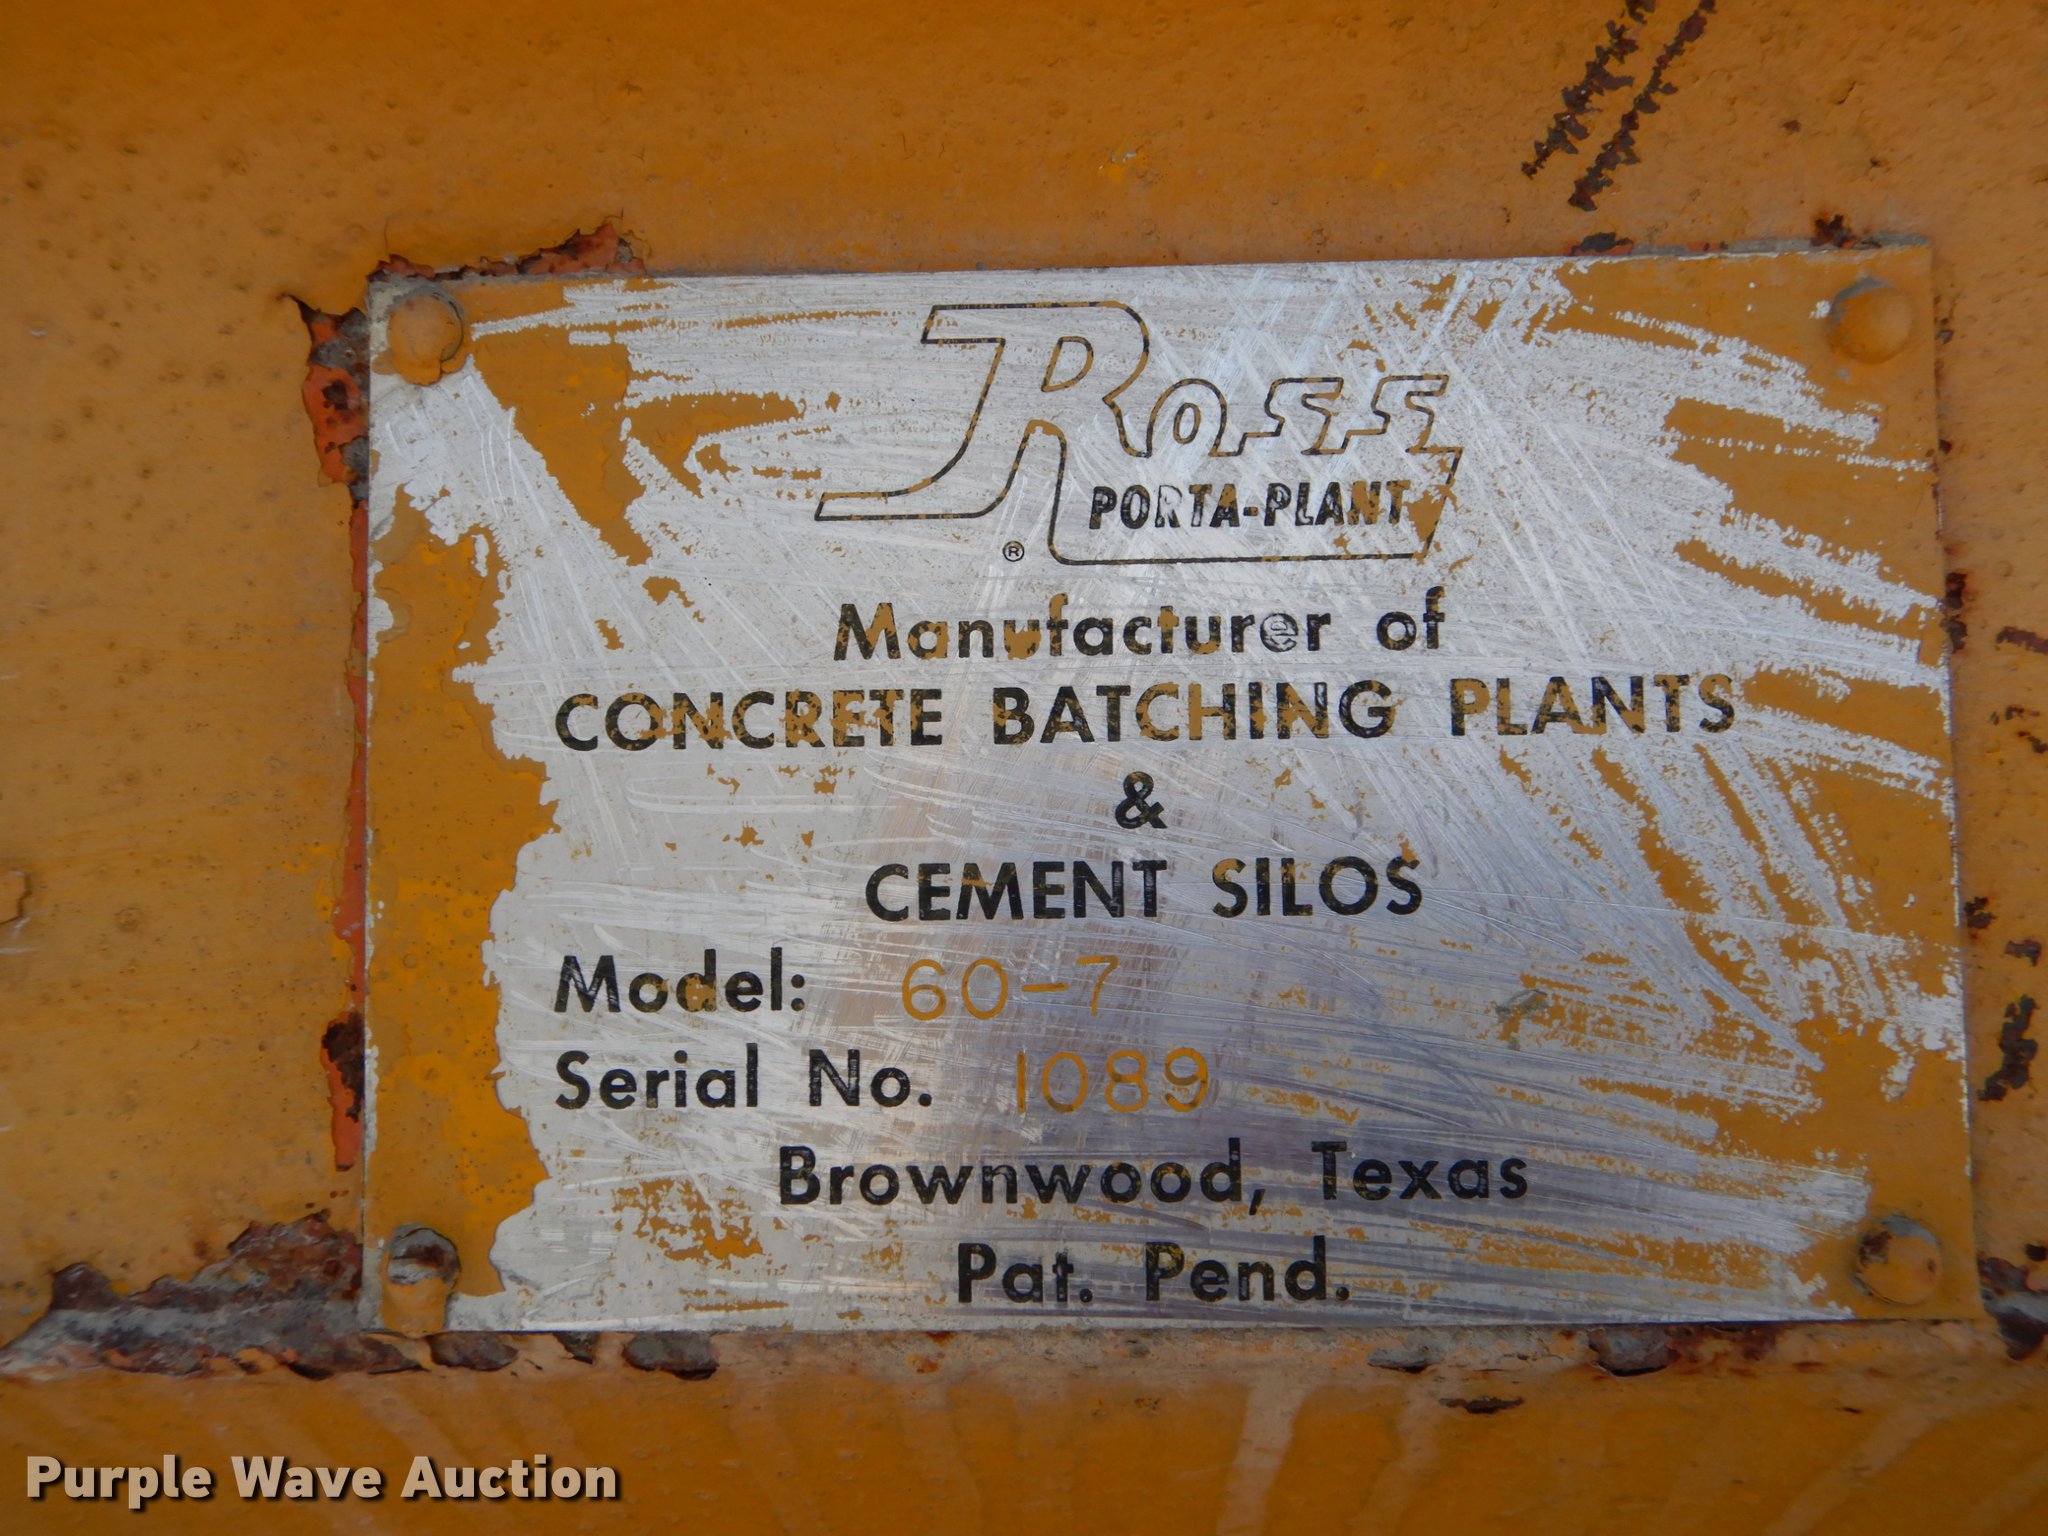 Ross
PORTA-PLANT
®
Manufacturer of
CONCRETE BATCHING PLANTS
&
CEMENT SILOS
Model: 60-7
Serial No. 1089
Brownwood, Texas
Pat. Pend.
Purple Wave Auction